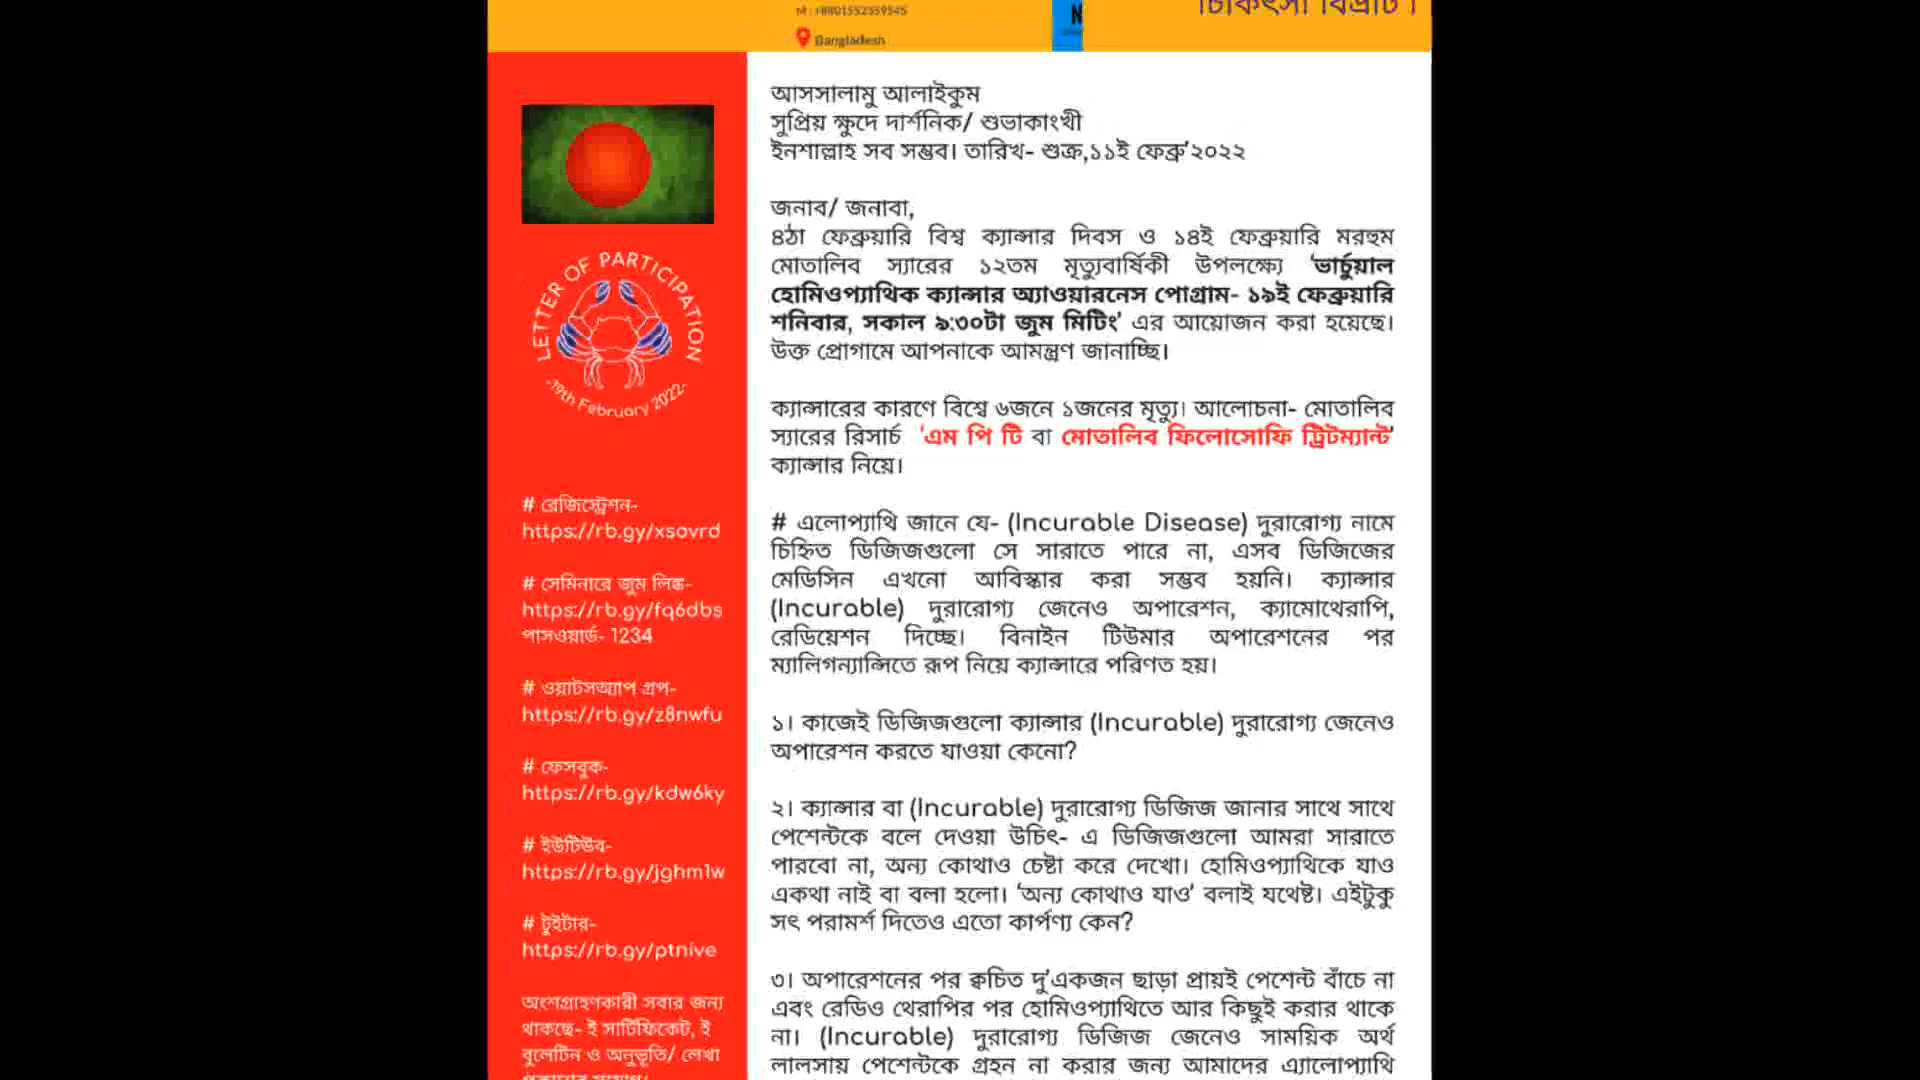 M : +8801552359545
Bangladesh
N
চিকিৎসা বিভ্রাট।
LETTER OF PARTICIPATION
-19th February 2022-
# রেজিস্ট্রেশন-
https://rb.gy/xsovrd
# সেমিনারে জুম লিঙ্ক-
https://rb.gy/fq6dbs
পাসওয়ার্ড- 1234
# ওয়াটসঅ্যাপ গ্রুপ-
https://rb.gy/z8nwfu
# ফেসবুক-
https://rb.gy/kdw6ky
# ইউটিউব-
https://rb.gy/jghm1w
# টুইটার-
https://rb.gy/ptnive
অংশগ্রাহণকারী সবার জন্য
থাকছে- ই সার্টিফিকেট, ই
বুলেটিন ও অনুভূতি/ লেখা
আসসালামু আলাইকুম
সুপ্রিয় ক্ষুদে দার্শনিক/ শুভাকাংখী
ইনশাল্লাহ সব সম্ভব। তারিখ- শুক্র,১১ই ফেব্রু'২০২২
জনাব/ জনাবা,
৪ঠা ফেব্রুয়ারি বিশ্ব ক্যান্সার দিবস ও ১৪ই ফেব্রুয়ারি মরহুম
মোতালিব স্যারের ১২তম মৃত্যুবার্ষিকী উপলক্ষ্যে 'ভার্চুয়াল
হোমিওপ্যাথিক ক্যান্সার অ্যাওয়ারনেস পোগ্রাম- ১৯ই ফেব্রুয়ারি
শনিবার, সকাল ৯:৩০টা জুম মিটিং' এর আয়োজন করা হয়েছে।
উক্ত প্রোগামে আপনাকে আমন্ত্রণ জানাচ্ছি।
ক্যান্সারের কারণে বিশ্বে ৬জনে ১জনের মৃত্যু। আলোচনা- মোতালিব
স্যারের রিসার্চ 'এম পি টি বা মোতালিব ফিলোসোফি ট্রিটম্যান্ট'
ক্যান্সার নিয়ে।
# এলোপ্যাথি জানে যে- (Incurable Disease) দুরারোগ্য নামে
চিহ্নিত ডিজিজগুলো সে সারাতে পারে না, এসব ডিজিজের
মেডিসিন এখনো আবিস্কার করা সম্ভব হয়নি। ক্যান্সার
(Incurable) দুরারোগ্য জেনেও অপারেশন, ক্যামোথেরাপি,
রেডিয়েশন দিচ্ছে। বিনাইন টিউমার অপারেশনের পর
ম্যালিগন্যান্সিতে রূপ নিয়ে ক্যান্সারে পরিণত হয়।
১। কাজেই ডিজিজগুলো ক্যান্সার (Incurable) দুরারোগ্য জেনেও
অপারেশন করতে যাওয়া কেনো?
২। ক্যান্সার বা (Incurable) দুরারোগ্য ডিজিজ জানার সাথে সাথে
পেশেন্টকে বলে দেওয়া উচিৎ- এ ডিজিজগুলো আমরা সারাতে
পারবো না, অন্য কোথাও চেষ্টা করে দেখো। হোমিওপ্যাথিকে যাও
একথা নাই বা বলা হলো। 'অন্য কোথাও যাও' বলাই যথেষ্ট। এইটুকু
সৎ পরামর্শ দিতেও এতো কার্পণ্য কেন?
৩। অপারেশনের পর ক্বচিত দু'একজন ছাড়া প্রায়ই পেশেন্ট বাঁচে না
এবং রেডিও থেরাপির পর হোমিওপ্যাথিতে আর কিছুই করার থাকে
না। (Incurable) দুরারোগ্য ডিজিজ জেনেও সাময়িক অর্থ
লালসায় পেশেন্টকে গ্রহন না করার জন্য আমাদের এ্যালোপ্যাথি